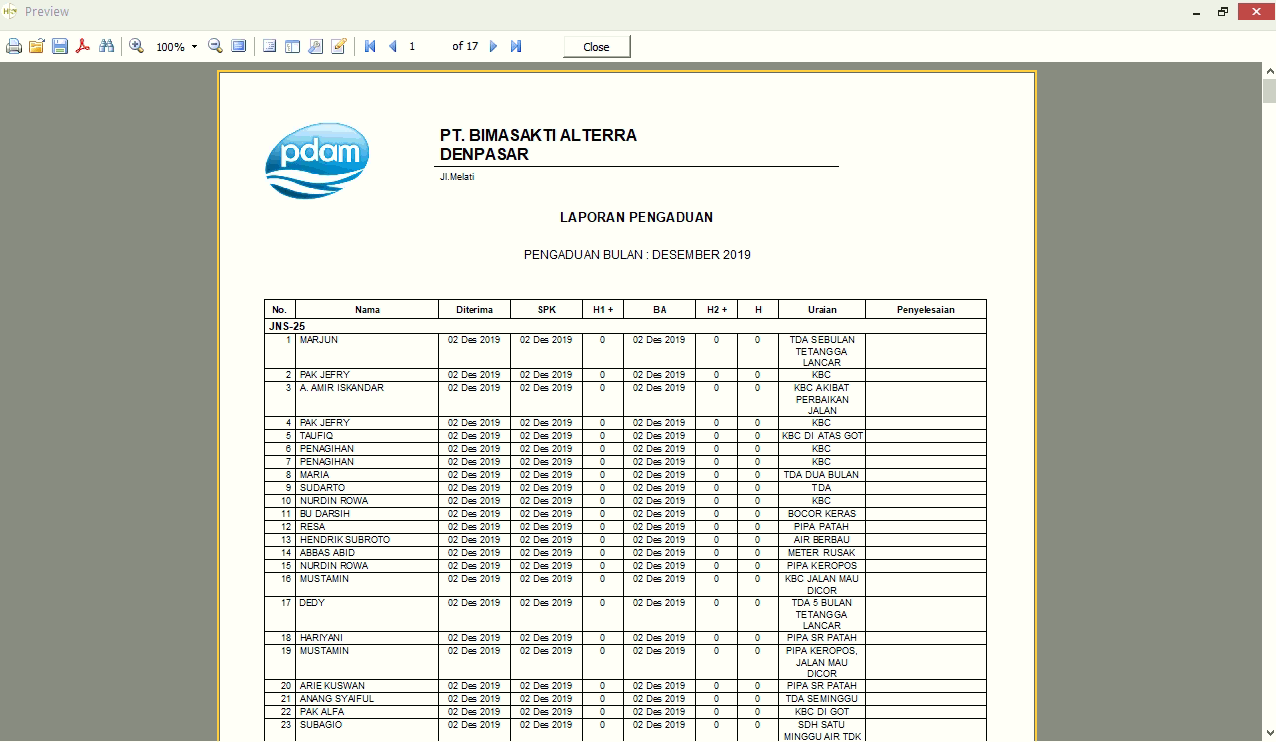 Preview
100%
1
of 17
Close
pdam
PT. BIMASAKTI ALTERRA
DENPASAR
Jl.Melati
LAPORAN PENGADUAN
PENGADUAN BULAN : DESEMBER 2019
No. Nama Diterima SPK H1 + BA H2 + H Uraian Penyelesaian
JNS-25
1 MARJUN 02 Des 2019 02 Des 2019 0 02 Des 2019 0 0 TDA SEBULAN
TETANGGA
LANCAR
2 PAK JEFRY 02 Des 2019 02 Des 2019 0 02 Des 2019 0 0 KBC
3 A. AMIR ISKANDAR 02 Des 2019 02 Des 2019 0 02 Des 2019 0 0 KBC AKIBAT
PERBAIKAN
JALAN
4 PAK JEFRY 02 Des 2019 02 Des 2019 0 02 Des 2019 0 0 KBC
5 TAUFIQ 02 Des 2019 02 Des 2019 0 02 Des 2019 0 0 KBC DI ATAS GOT
6 PENAGIHAN 02 Des 2019 02 Des 2019 0 02 Des 2019 0 0 KBC
7 PENAGIHAN 02 Des 2019 02 Des 2019 0 02 Des 2019 0 0 KBC
8 MARIA 02 Des 2019 02 Des 2019 0 02 Des 2019 0 0 TDA DUA BULAN
9 SUDARTO 02 Des 2019 02 Des 2019 0 02 Des 2019 0 0 TDA
10 NURDIN ROWA 02 Des 2019 02 Des 2019 0 02 Des 2019 0 0 KBC
11 BU DARSIH 02 Des 2019 02 Des 2019 0 02 Des 2019 0 0 BOCOR KERAS
12 RESA 02 Des 2019 02 Des 2019 0 02 Des 2019 0 0 PIPA PATAH
13 HENDRIK SUBROTO 02 Des 2019 02 Des 2019 0 02 Des 2019 0 0 AIR BERBAU
14 ABBAS ABID 02 Des 2019 02 Des 2019 0 02 Des 2019 0 0 METER RUSAK
15 NURDIN ROWA 02 Des 2019 02 Des 2019 0 02 Des 2019 0 0 PIPA KEROPOS
16 MUSTAMIN 02 Des 2019 02 Des 2019 0 02 Des 2019 0 0 KBC JALAN MAU
DICOR
17 DEDY 02 Des 2019 02 Des 2019 0 02 Des 2019 0 0 TDA 5 BULAN
TETANGGA
LANCAR
18 HARIYANI 02 Des 2019 02 Des 2019 0 02 Des 2019 0 0 PIPA SR PATAH
19 MUSTAMIN 02 Des 2019 02 Des 2019 0 02 Des 2019 0 0 PIPA KEROPOS,
JALAN MAU
DICOR
20 ARIE KUSWAN 02 Des 2019 02 Des 2019 0 02 Des 2019 0 0 PIPA SR PATAH
21 ANANG SYAIFUL 02 Des 2019 02 Des 2019 0 02 Des 2019 0 0 TDA SEMINGGU
22 PAK ALFA 02 Des 2019 02 Des 2019 0 02 Des 2019 0 0 KBC DI GOT
23 SUBAGIO 02 Des 2019 02 Des 2019 0 02 Des 2019 0 0 SDH SATU
MINGGU AIR TDK